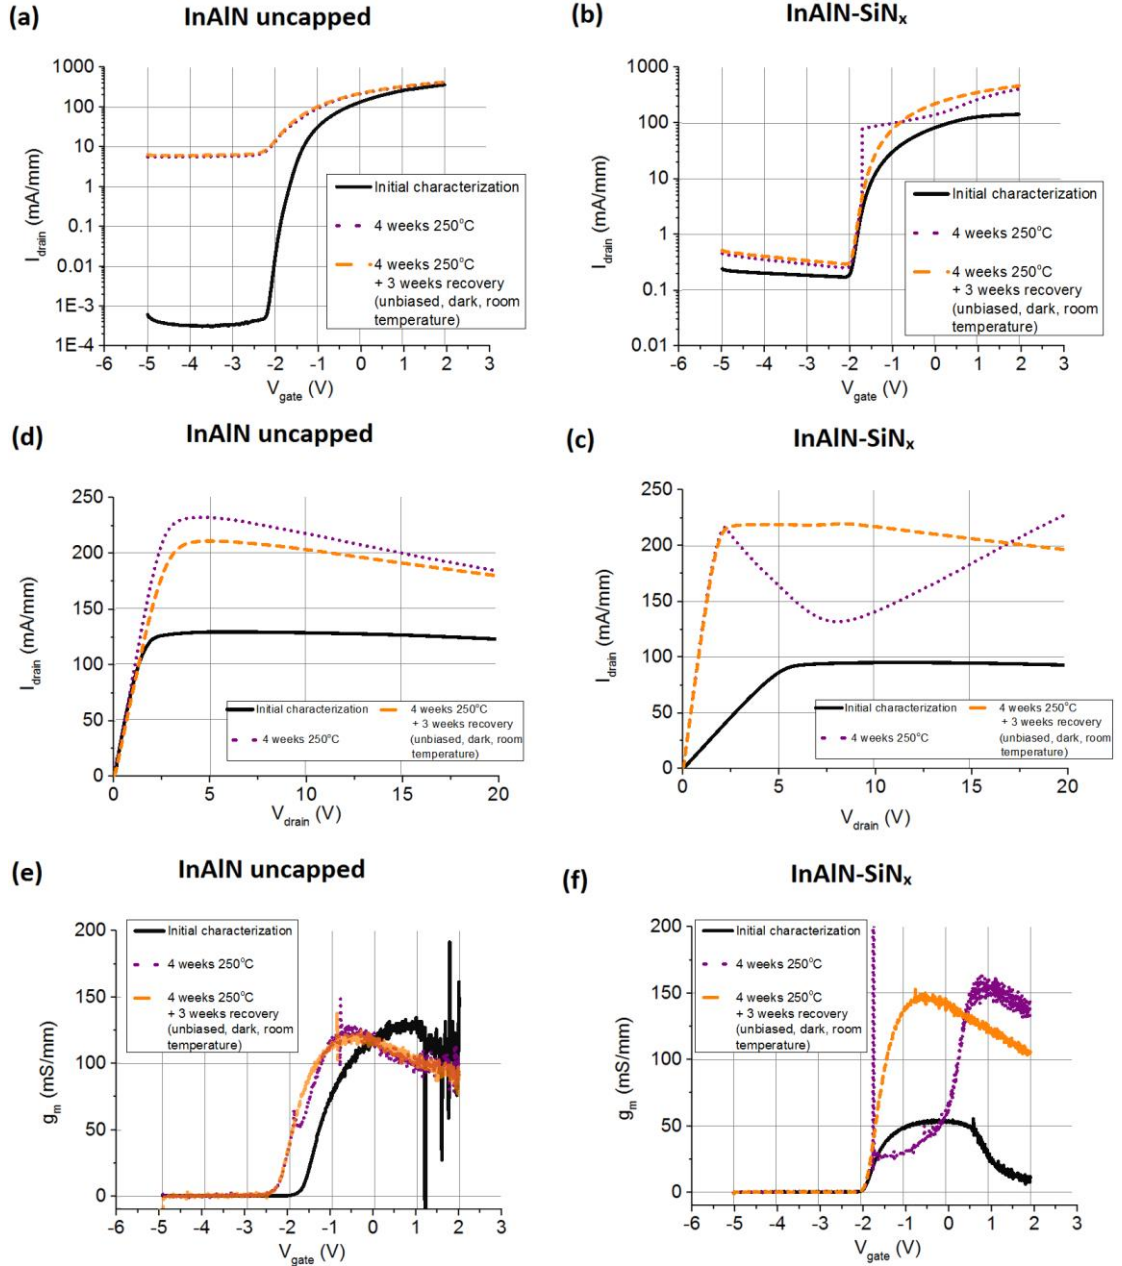 (a)
InAlN uncapped
1000
100
10
1
0.1
0.01
1E-3
1E-4
-6 -5 -4 -3 -2 -1 0 1 2 3
I_drain (mA/mm)
V_gate (V)
Initial characterization
4 weeks 250°C
4 weeks 250°C
+ 3 weeks recovery
(unbiased, dark, room
temperature)
(b)
InAlN-SiNₓ
1000
100
10
1
0.1
0.01
-6 -5 -4 -3 -2 -1 0 1 2 3
I_drain (mA/mm)
V_gate (V)
Initial characterization
4 weeks 250°C
4 weeks 250°C
+ 3 weeks recovery
(unbiased, dark, room
temperature)
(d)
InAlN uncapped
250
200
150
100
50
0
0 5 10 15 20
I_drain (mA/mm)
V_drain (V)
Initial characterization
4 weeks 250°C
4 weeks 250°C
+ 3 weeks recovery
(unbiased, dark, room
temperature)
(c)
InAlN-SiNₓ
250
200
150
100
50
0
0 5 10 15 20
I_drain (mA/mm)
V_drain (V)
Initial characterization
4 weeks 250°C
4 weeks 250°C
+ 3 weeks recovery
(unbiased, dark, room
temperature)
(e)
InAlN uncapped
200
150
100
50
0
-6 -5 -4 -3 -2 -1 0 1 2 3
g_m (mS/mm)
V_gate (V)
Initial characterization
4 weeks 250°C
4 weeks 250°C
+ 3 weeks recovery
(unbiased, dark, room
temperature)
(f)
InAlN-SiNₓ
200
150
100
50
0
-6 -5 -4 -3 -2 -1 0 1 2 3
g_m (mS/mm)
V_gate (V)
Initial characterization
4 weeks 250°C
4 weeks 250°C
+ 3 weeks recovery
(unbiased, dark, room
temperature)